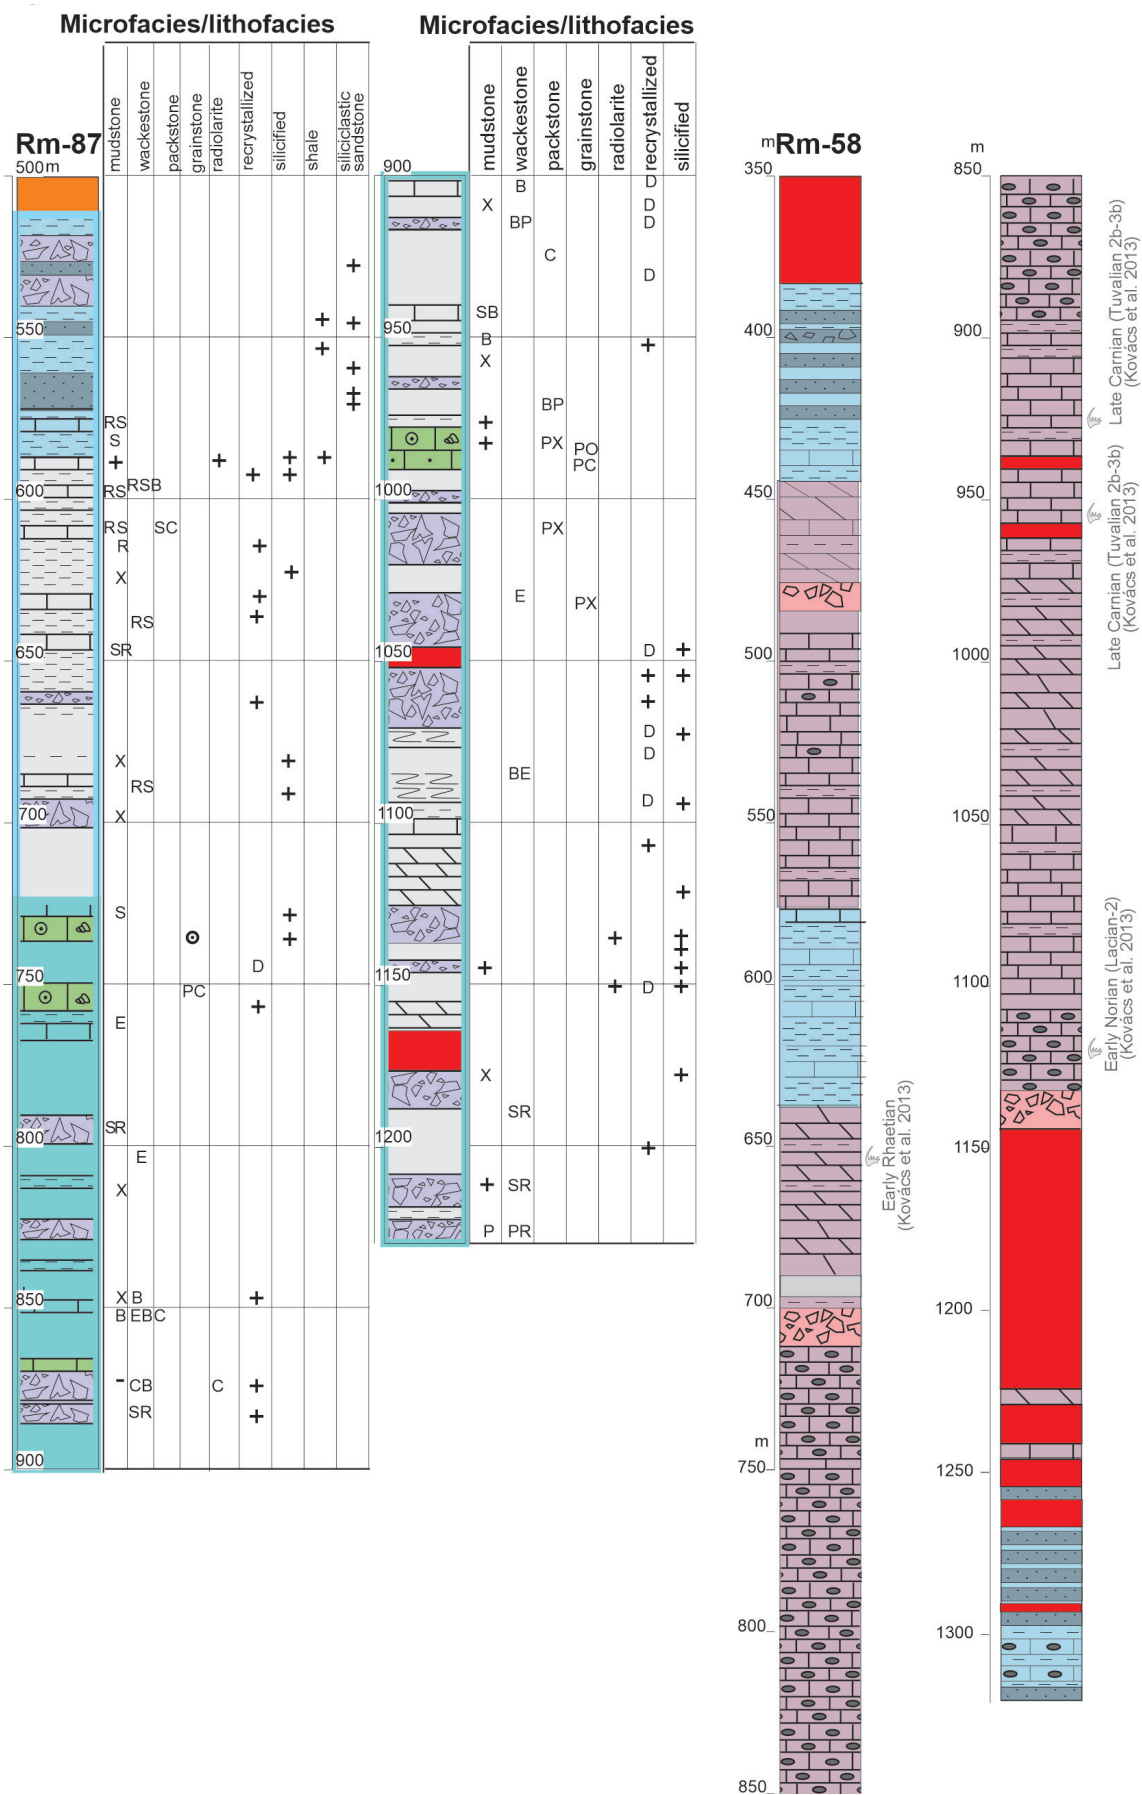 Microfacies/lithofacies
Microfacies/lithofacies
Rm-87
mudstone
wackestone
packstone
grainstone
radiolarite
recrystallized
silicified
shale
siliciclastic
sandstone
500 m
550
RS
S
RS
RSB
600
RS
SC
R
X
RS
SR
650
X
RS
X
700
S
D
750
PC
E
SR
800
E
X
X
B
850
B
EBC
CB
C
SR
900
mudstone
wackestone
packstone
grainstone
radiolarite
recrystallized
silicified
900
B
D
X
D
BP
D
C
D
SB
950
B
X
BP
PX
PO
PC
1000
PX
E
PX
1050
D
D
D
BE
D
1100
1150
D
X
SR
1200
SR
P
PR
m
Rm-58
350
400
450
500
550
600
650
Early Rhaetian
(Kovács et al. 2013)
700
m
750
800
850
m
850
Late Carnian (Tuvalian 2b-3b)
(Kovács et al. 2013)
900
950
Late Carnian (Tuvalian 2b-3b)
(Kovács et al. 2013)
1000
1050
1100
Early Norian (Lacian-2)
(Kovács et al. 2013)
1150
1200
1250
1300